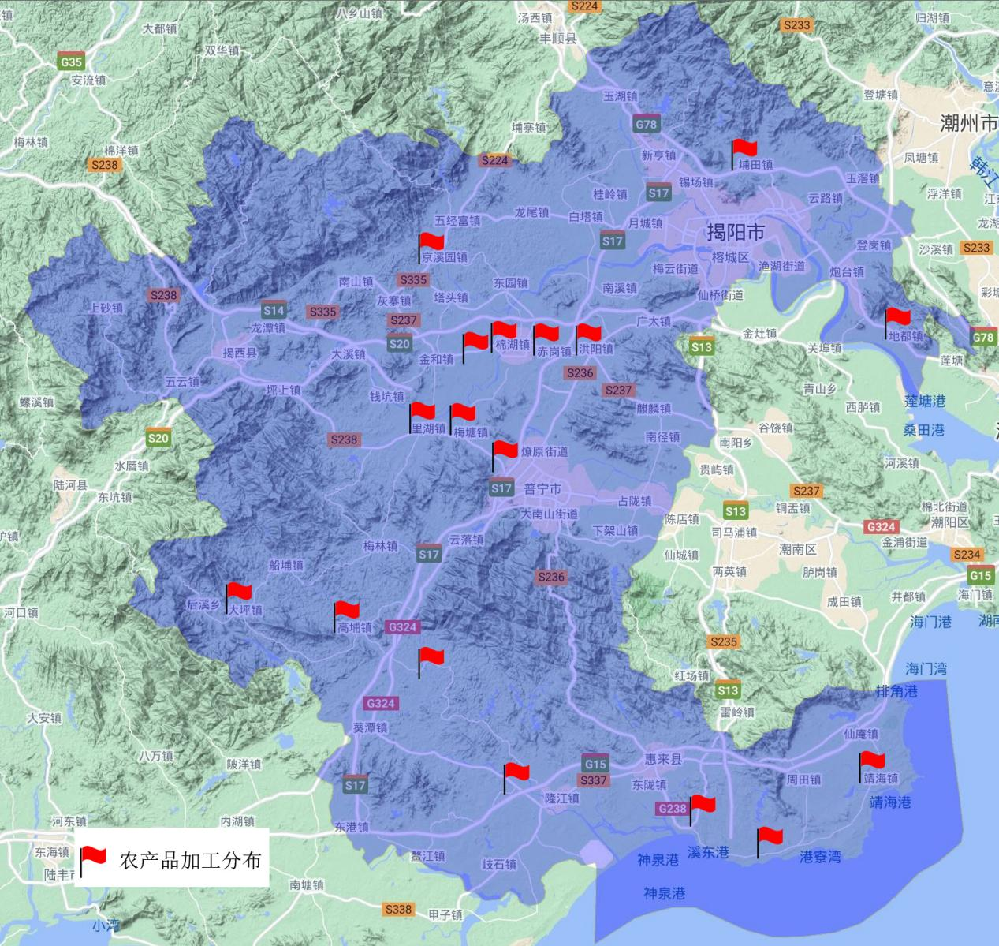 S224
汤西镇
八乡山镇
归湖镇
大都镇
丰顺县
S233
双华镇
G35
安流镇
登塘镇
玉湖镇
潮州市
G78
埔寨镇
梅林镇
棉洋镇
新亨镇
凤塘镇
韩江
S238
S224
埔田镇
玉滘镇
锡场镇
桂岭镇
S17
云路镇
浮洋镇
五经富镇
龙尾镇
白塔镇
月城镇
揭阳市
S17
登岗镇
沙溪镇
S233
京溪园镇
榕城区
梅云街道
渔湖街道
炮台镇
南山镇
S335
东园镇
南溪镇
S238
灰寨镇
塔头镇
仙桥街道
上砂镇
S14
S335
S237
广太镇
龙潭镇
金灶镇
地都镇
G78
S20
棉湖镇
赤岗镇
洪阳镇
S13
关埠镇
揭西县
大溪镇
金和镇
莲塘
五云镇
坪上镇
S236
S237
青山乡
钱坑镇
螺溪镇
莲塘港
麒麟镇
西胪镇
里湖镇
梅塘镇
桑田港
谷饶镇
S20
S238
南径镇
南阳乡
燎原街道
水唇镇
贵屿镇
河溪镇
陆河县
S17
普宁市
S237
东坑镇
占陇镇
铜盂镇
棉北街道
S13
大南山街道
陈店镇
潮阳区
下架山镇
司马浦镇
G324
云落镇
金浦街道
梅林镇
潮南区
S17
仙城镇
S234
船埔镇
两英镇
胪岗镇
S236
G15
后溪乡
大坪镇
井都镇
海门镇
成田镇
河口镇
高埔镇
G324
海门港
S235
海门湾
红场镇
S13
排角港
G324
雷岭镇
大安镇
葵潭镇
仙庵镇
八万镇
陂洋镇
惠来县
G15
S337
周田镇
靖海镇
S17
东陇镇
隆江镇
靖海港
G238
河东镇
内湖镇
东港镇
东海镇
溪东港
港寮湾
鳌江镇
神泉港
岐石镇
农产品加工分布
南塘镇
神泉港
S338
甲子镇
小湾